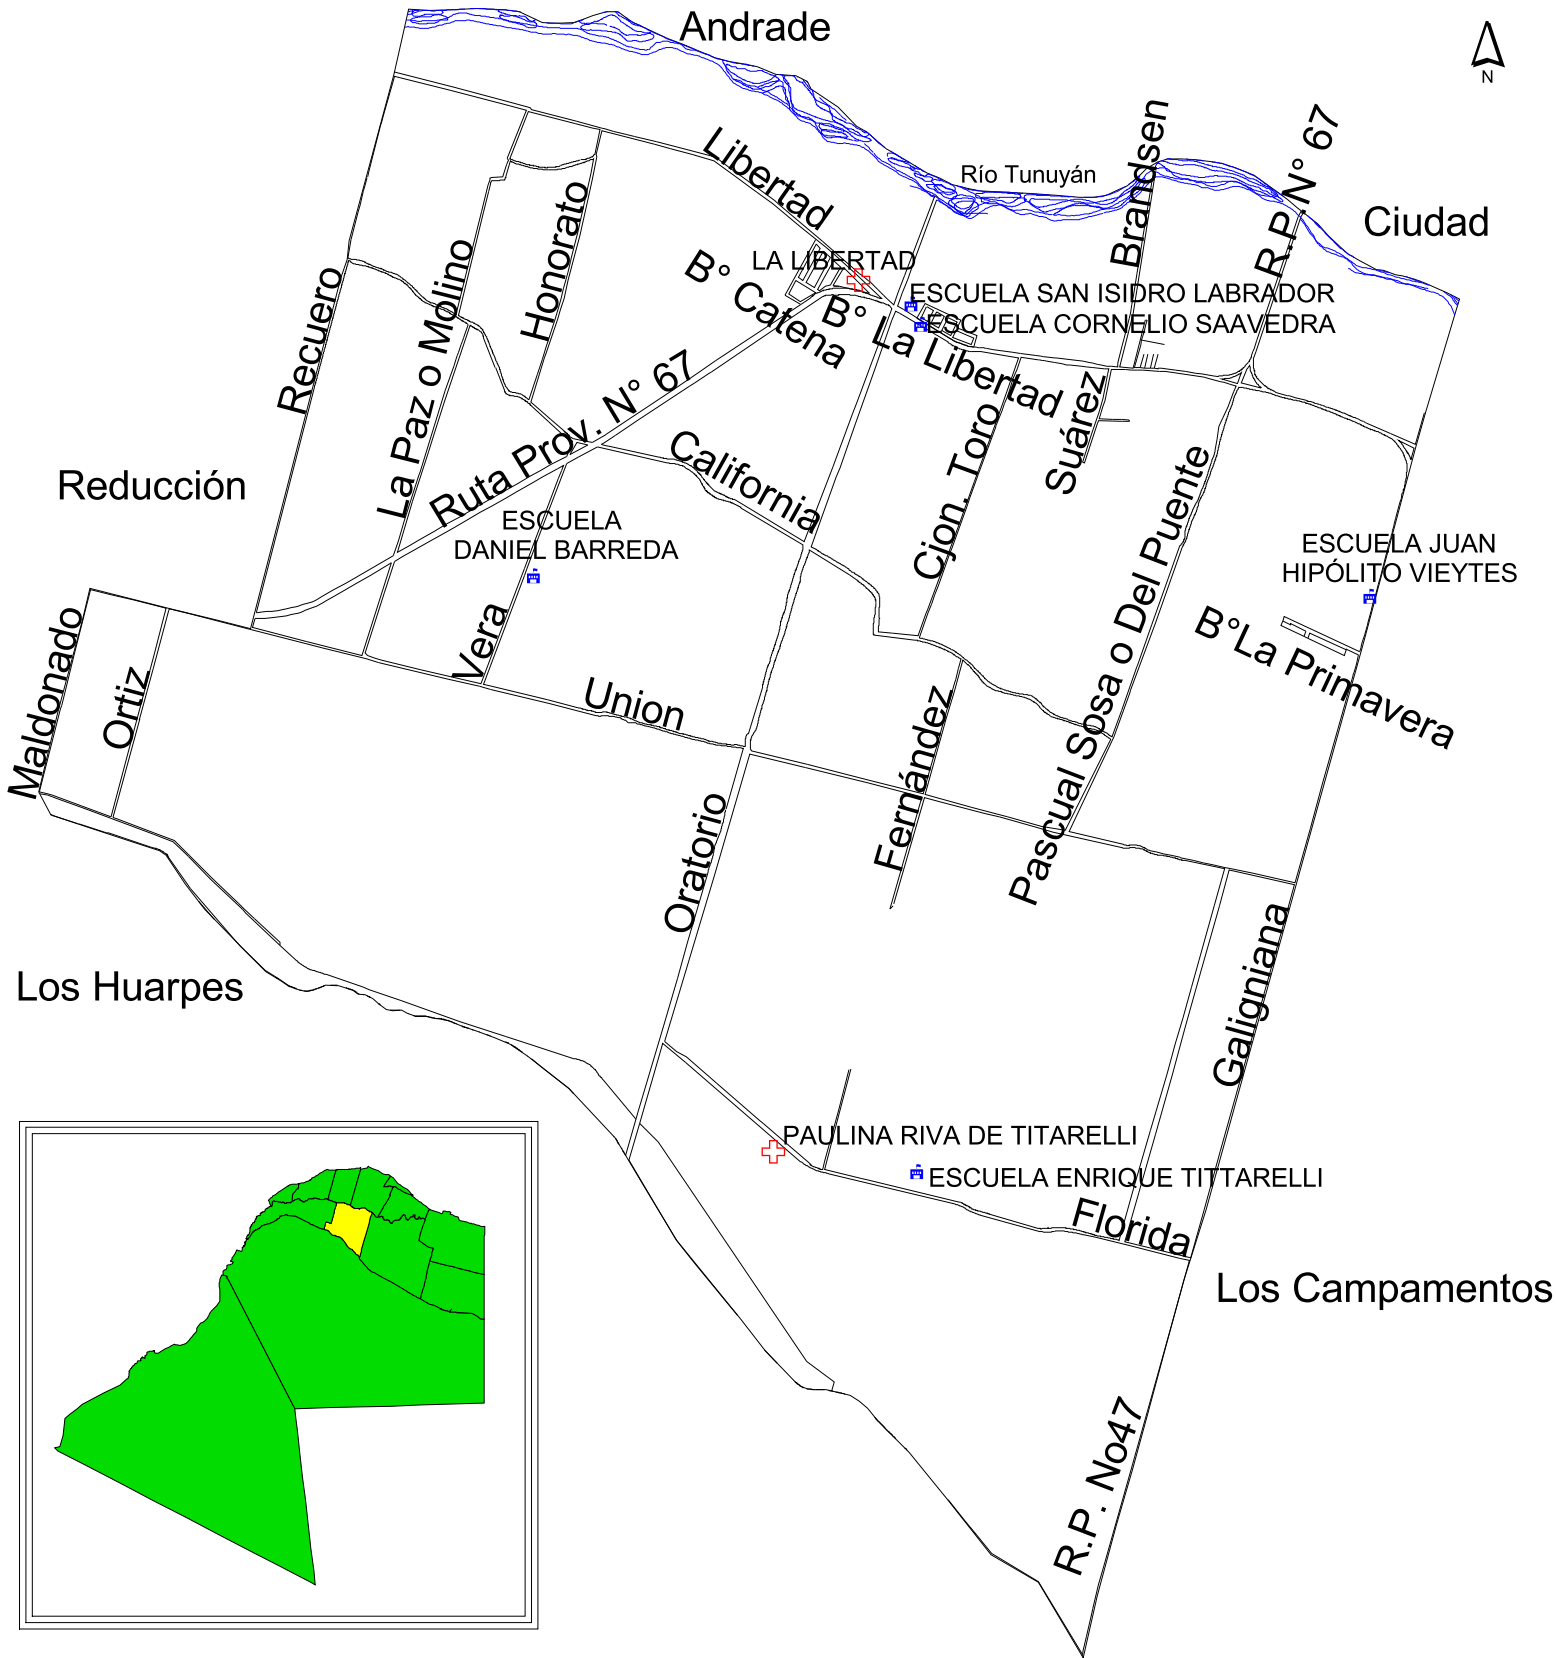 Andrade
N
Brandsen
R.P.N° 67
Libertad
Río Tunuyán
Ciudad
Honorato
La Paz o Molino
Recuero
LA LIBERTAD
B° Catena
ESCUELA SAN ISIDRO LABRADOR
ESCUELA CORNELIO SAAVEDRA
B° La Libertad
Ruta Prov. N° 67
California
Cjon. Toro
Suárez
Reducción
ESCUELA
DANIEL BARREDA
Pascual Sosa o Del Puente
ESCUELA JUAN
HIPÓLITO VIEYTES
B°La Primavera
Maldonado
Ortiz
Vera
Union
Fernández
Oratorio
Galigniana
Los Huarpes
PAULINA RIVA DE TITARELLI
ESCUELA ENRIQUE TITTARELLI
Florida
Los Campamentos
R.P. No47